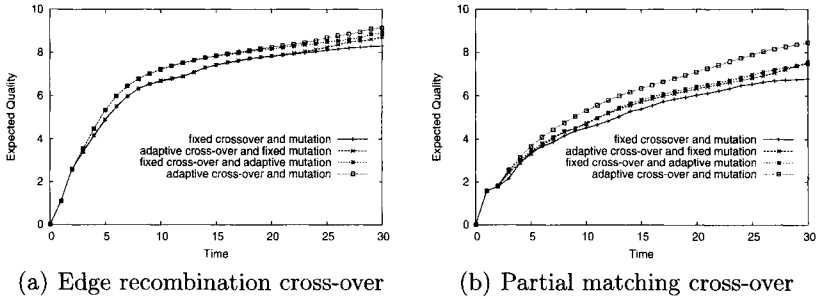 10
8
6
4
2
0
Expected Quality
fixed crossover and mutation
adaptive cross-over and fixed mutation
fixed cross-over and adaptive mutation
adaptive cross-over and mutation
0 5 10 15 20 25 30
Time
(a) Edge recombination cross-over
10
8
6
4
2
0
Expected Quality
fixed crossover and mutation
adaptive cross-over and fixed mutation
fixed cross-over and adaptive mutation
adaptive cross-over and mutation
0 5 10 15 20 25 30
Time
(b) Partial matching cross-over